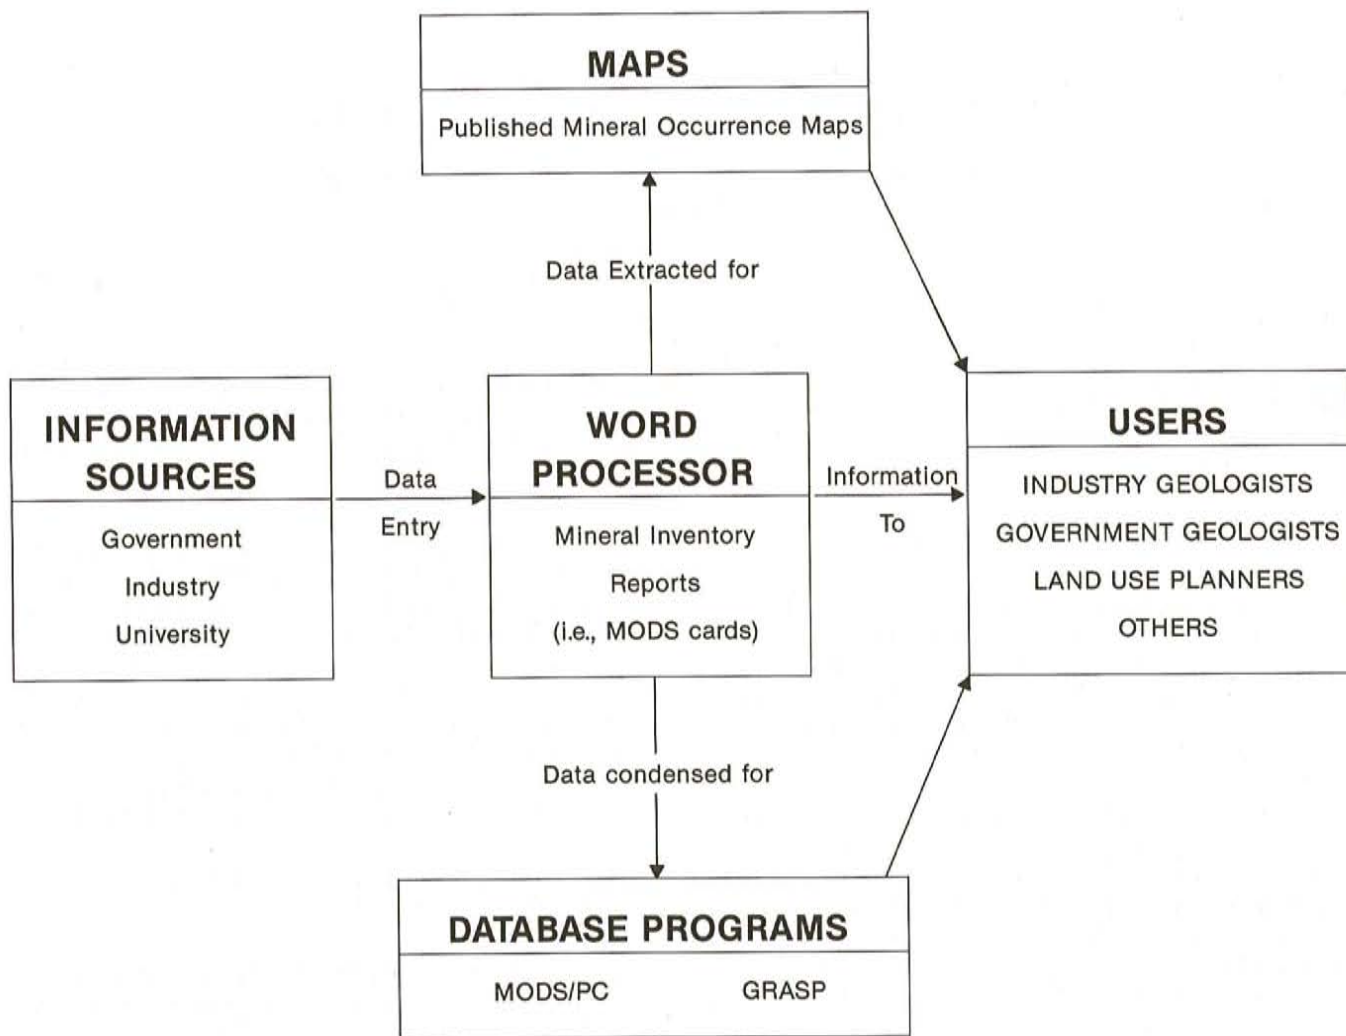 MAPS
Published Mineral Occurrence Maps
Data Extracted for
INFORMATION
SOURCES
Government
Industry
University
Data
Entry
WORD
PROCESSOR
Mineral Inventory
Reports
(i.e., MODS cards)
Information
To
USERS
INDUSTRY GEOLOGISTS
GOVERNMENT GEOLOGISTS
LAND USE PLANNERS
OTHERS
Data condensed for
DATABASE PROGRAMS
MODS/PC GRASP